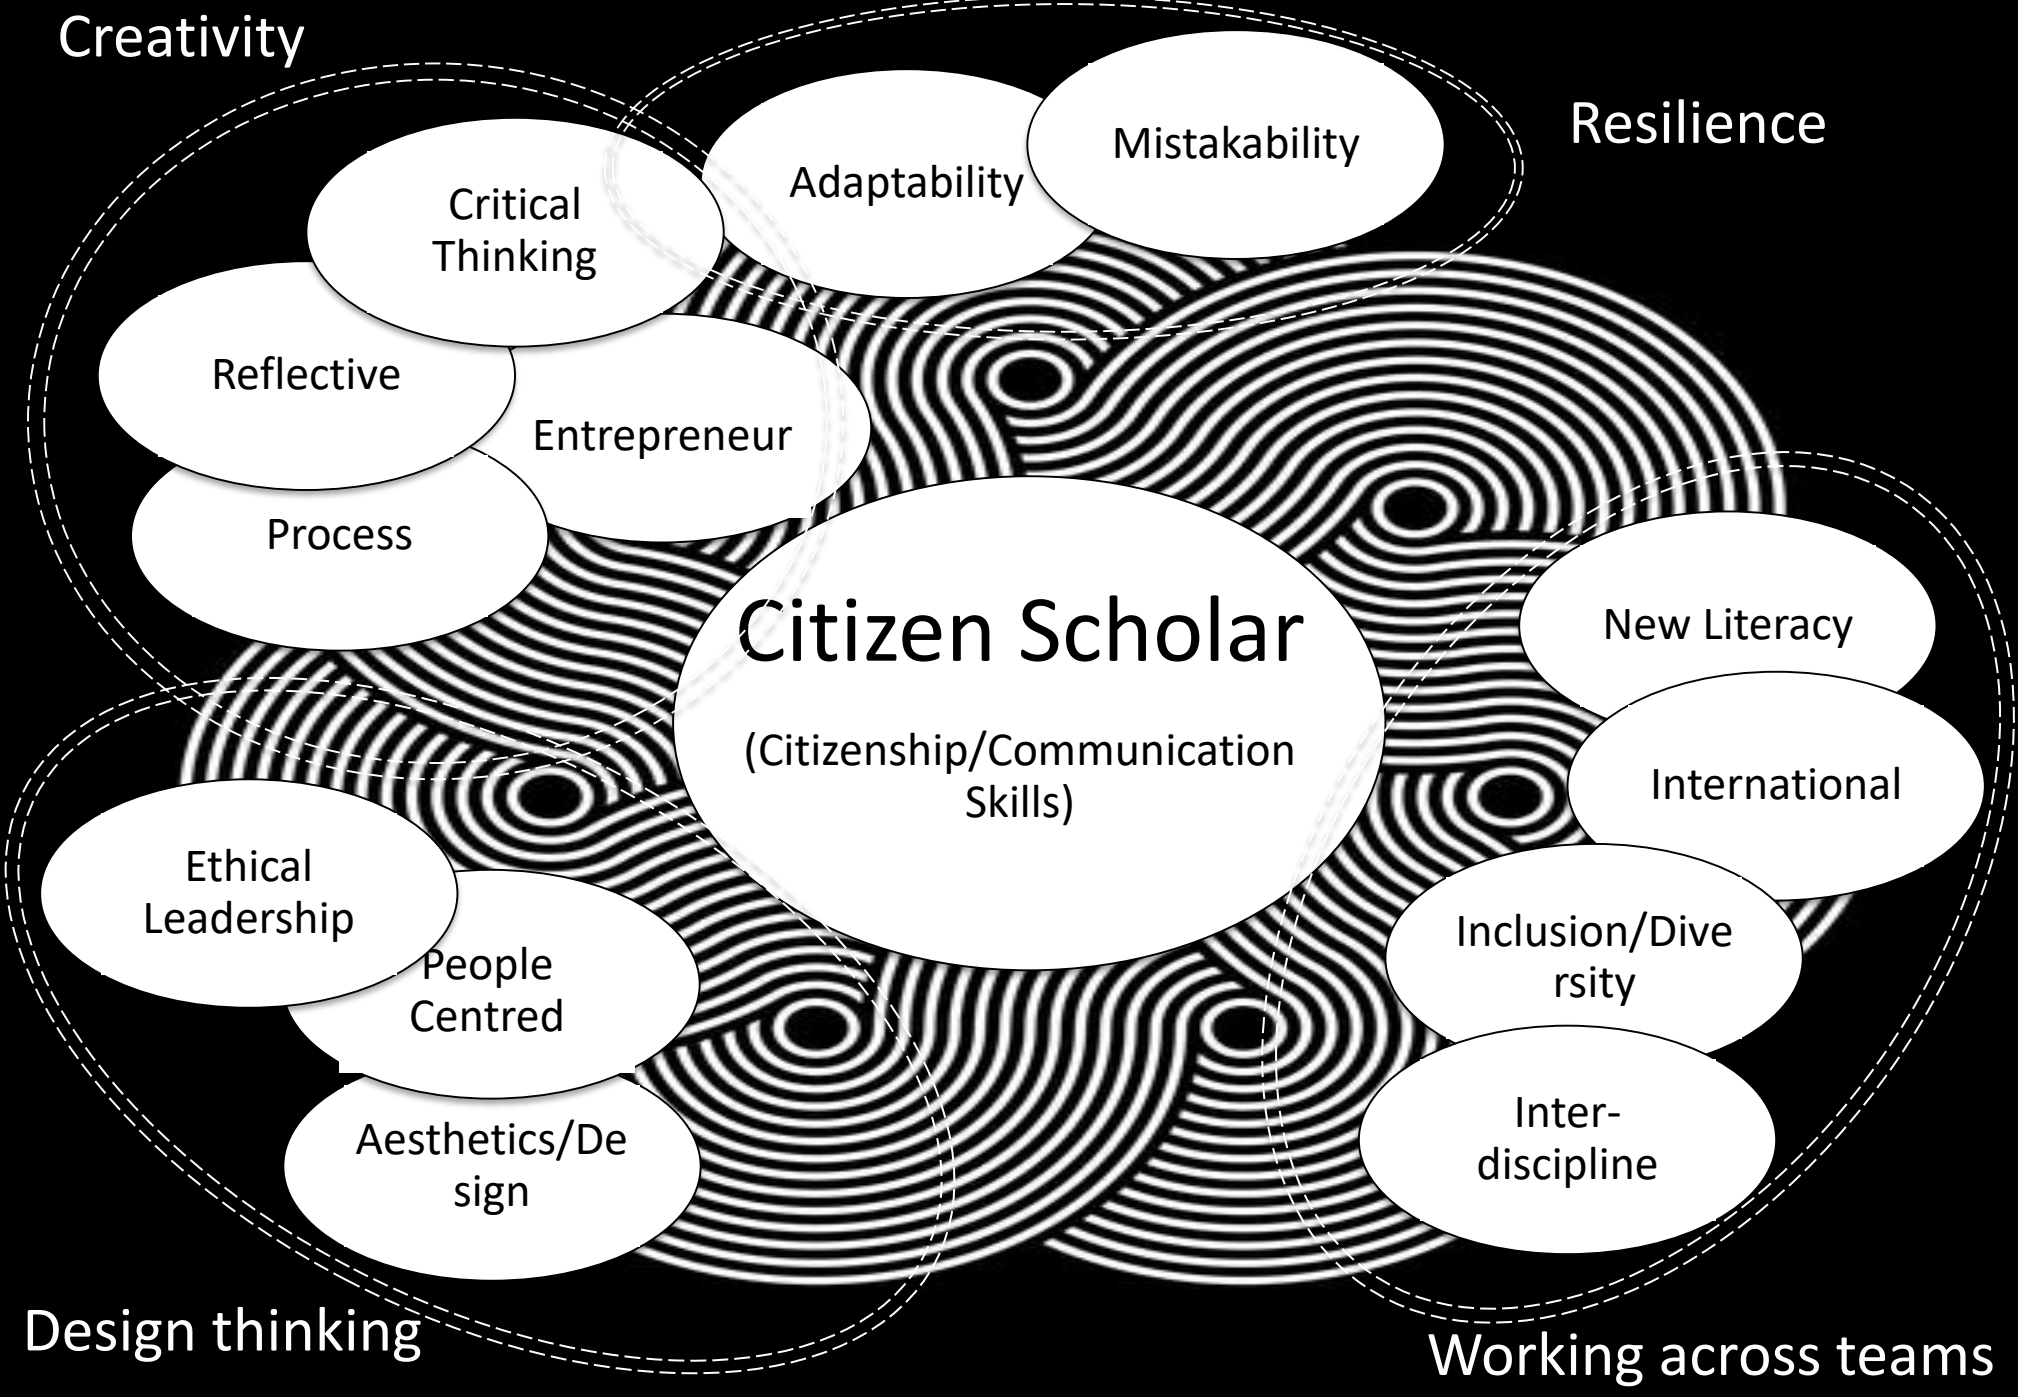 Creativity
Resilience
Mistakability
Adaptability
Critical
Thinking
Reflective
Entrepreneur
Process
Citizen Scholar
(Citizenship/Communication
Skills)
New Literacy
International
Inclusion/Dive
rsity
Inter-
discipline
Ethical
Leadership
People
Centred
Aesthetics/De
sign
Design thinking
Working across teams